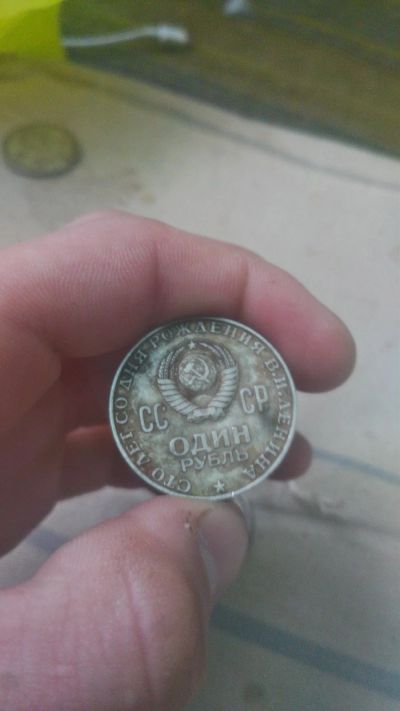 СТО ЛЕТ СО ДНЯ РОЖДЕНИЯ В.И.ЛЕНИНА
СС СР
ОДИН
РУБЛЬ